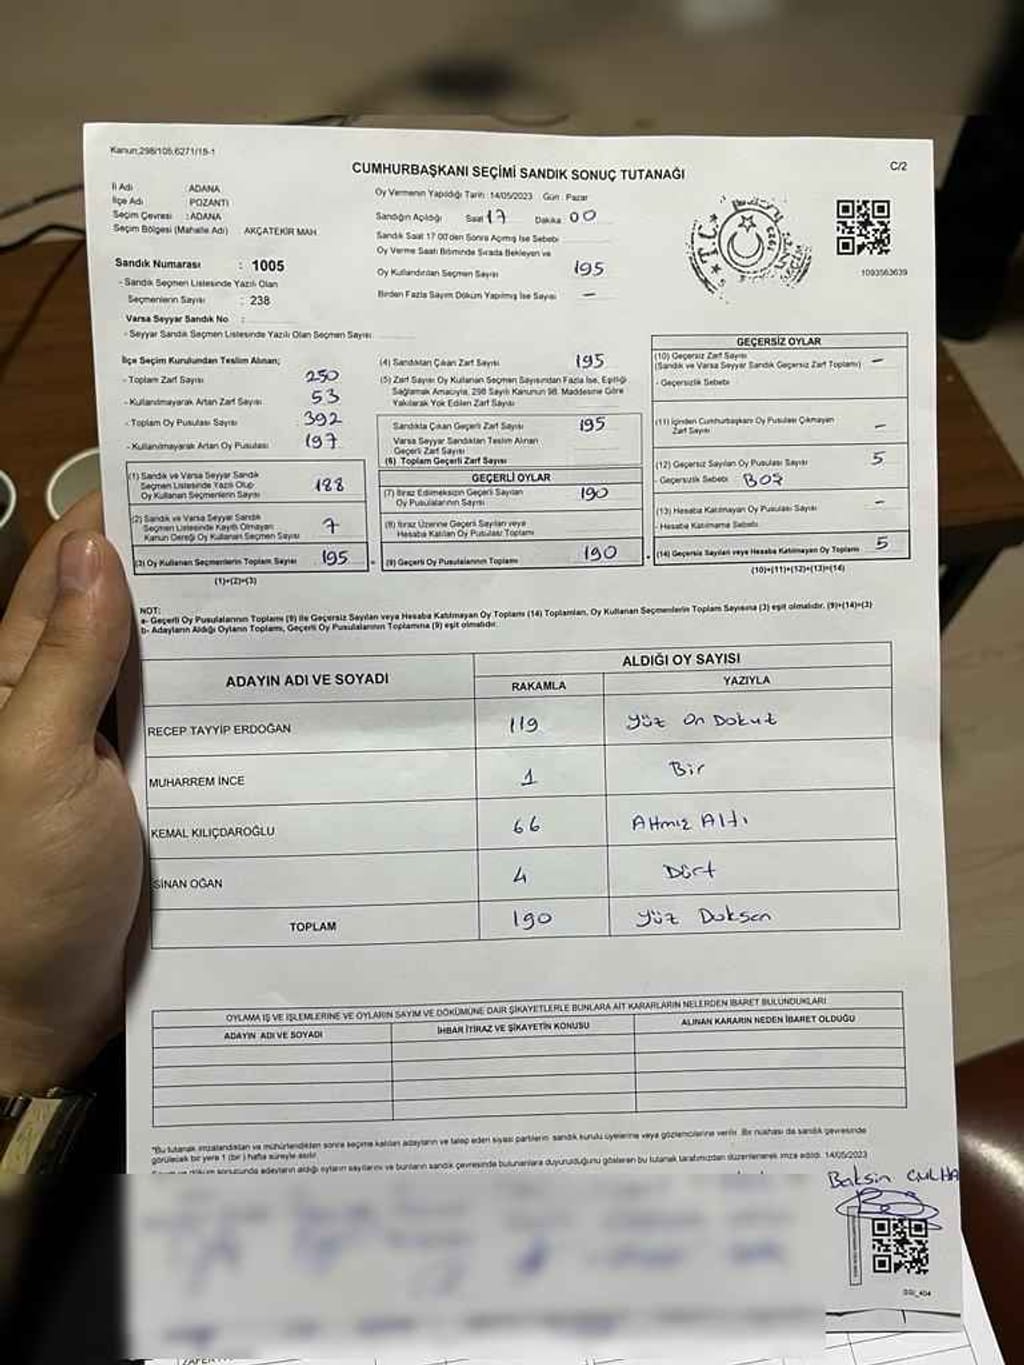 Kanun:298/105,6271/15-1
CUMHURBAŞKANI SEÇİMİ SANDIK SONUÇ TUTANAĞI
C/2
İl Adı : ADANA
İlçe Adı : POZANTI
Seçim Çevresi : ADANA
Seçim Bölgesi (Mahalle Adı) AKÇATEKİR MAH.
Sandık Numarası : 1005
- Sandık Seçmen Listesinde Yazılı Olan
Seçmenlerin Sayısı : 238
Varsa Seyyar Sandık No :
- Seyyar Sandık Seçmen Listesinde Yazılı Olan Seçmen Sayısı
Oy Vermenin Yapıldığı Tarih : 14/05/2023 Gün : Pazar
Sandığın Açıldığı Saat 17 Dakika 00
Sandık Saat 17:00'den Sonra Açılmış İse Sebebi
Oy Verme Saati Bitiminde Sırada Bekleyen ve
Oy Kullandırılan Seçmen Sayısı 195
Birden Fazla Sayım Döküm Yapılmış İse Sayısı —
T.C.
1093563639
İlçe Seçim Kurulundan Teslim Alınan;
- Toplam Zarf Sayısı 250
- Kullanılmayarak Artan Zarf Sayısı 53
- Toplam Oy Pusulası Sayısı : 392
- Kullanılmayarak Artan Oy Pusulası 197
(1) Sandık ve Varsa Seyyar Sandık
Seçmen Listesinde Yazılı Olup
Oy Kullanan Seçmenlerin Sayısı 188
(2) Sandık ve Varsa Seyyar Sandık
Seçmen Listesinde Kayıtlı Olmayan
Kanun Gereği Oy Kullanan Seçmen Sayısı 7
(3) Oy Kullanan Seçmenlerin Toplam Sayısı 195
(1)+(2)=(3)
(4) Sandıktan Çıkan Zarf Sayısı 195
(5) Zarf Sayısı Oy Kullanan Seçmen Sayısından Fazla İse, Eşitliği
Sağlamak Amacıyla, 298 Sayılı Kanunun 98. Maddesine Göre
Yakılarak Yok Edilen Zarf Sayısı
Sandıkta Çıkan Geçerli Zarf Sayısı 195
Varsa Seyyar Sandıktan Teslim Alınan
Geçerli Zarf Sayısı
(6) Toplam Geçerli Zarf Sayısı
GEÇERLİ OYLAR
(7) İtiraz Edilmeksizin Geçerli Sayılan
Oy Pusulalarının Sayısı 190
(8) İtiraz Üzerine Geçerli Sayılan veya
Hesaba Katılan Oy Pusulası Toplamı
(9) Geçerli Oy Pusulalarının Toplamı 190
GEÇERSİZ OYLAR
(10) Geçersiz Zarf Sayısı
(Sandık ve Varsa Seyyar Sandık Geçersiz Zarf Toplamı) —
- Geçersizlik Sebebi
(11) İçinden Cumhurbaşkanı Oy Pusulası Çıkmayan
Zarf Sayısı —
(12) Geçersiz Sayılan Oy Pusulası Sayısı 5
- Geçersizlik Sebebi BOŞ
(13) Hesaba Katılmayan Oy Pusulası Sayısı —
- Hesaba Katılmama Sebebi
(14) Geçersiz Sayılan veya Hesaba Katılmayan Oy Toplamı 5
(10)+(11)+(12)+(13)=(14)
NOT:
a- Geçerli Oy Pusulalarının Toplamı (9) ile Geçersiz Sayılan veya Hesaba Katılmayan Oy Toplamı (14) Toplamları, Oy Kullanan Seçmenlerin Toplam Sayısına (3) eşit olmalıdır. (9)+(14)=(3)
b- Adayların Aldığı Oyların Toplamı, Geçerli Oy Pusulalarının Toplamına (9) eşit olmalıdır.
ADAYIN ADI VE SOYADI
ALDIĞI OY SAYISI
RAKAMLA YAZIYLA
RECEP TAYYİP ERDOĞAN 119 Yüz On Dokuz
MUHARREM İNCE 1 Bir
KEMAL KILIÇDAROĞLU 66 Altmış Altı
SİNAN OĞAN 4 Dört
TOPLAM 190 Yüz Doksan
OYLAMA İŞ VE İŞLEMLERİNE VE OYLARIN SAYIM VE DÖKÜMÜNE DAİR ŞİKAYETLERLE BUNLARA AİT KARARLARIN NELERDEN İBARET BULUNDUKLARI
ADAYIN ADI VE SOYADI İHBAR İTİRAZ VE ŞİKAYETİN KONUSU ALINAN KARARIN NEDEN İBARET OLDUĞU
*Bu tutanak imzalandıktan ve mühürlendikten sonra seçime katılan adayların ve talep eden siyasi partilerin sandık kurulu üyelerine veya gözlemcilerine verilir. Bir nüshası da sandık çevresinde
görülecek bir yere 1 (bir) hafta süreyle asılır.
döküm sonucunda adayların aldığı oyların sayılarını ve bunların sandık çevresinde bulunanlara duyurulduğunu gösteren bu tutanak tarafımızdan düzenlenerek imza edildi. 14/05/2023